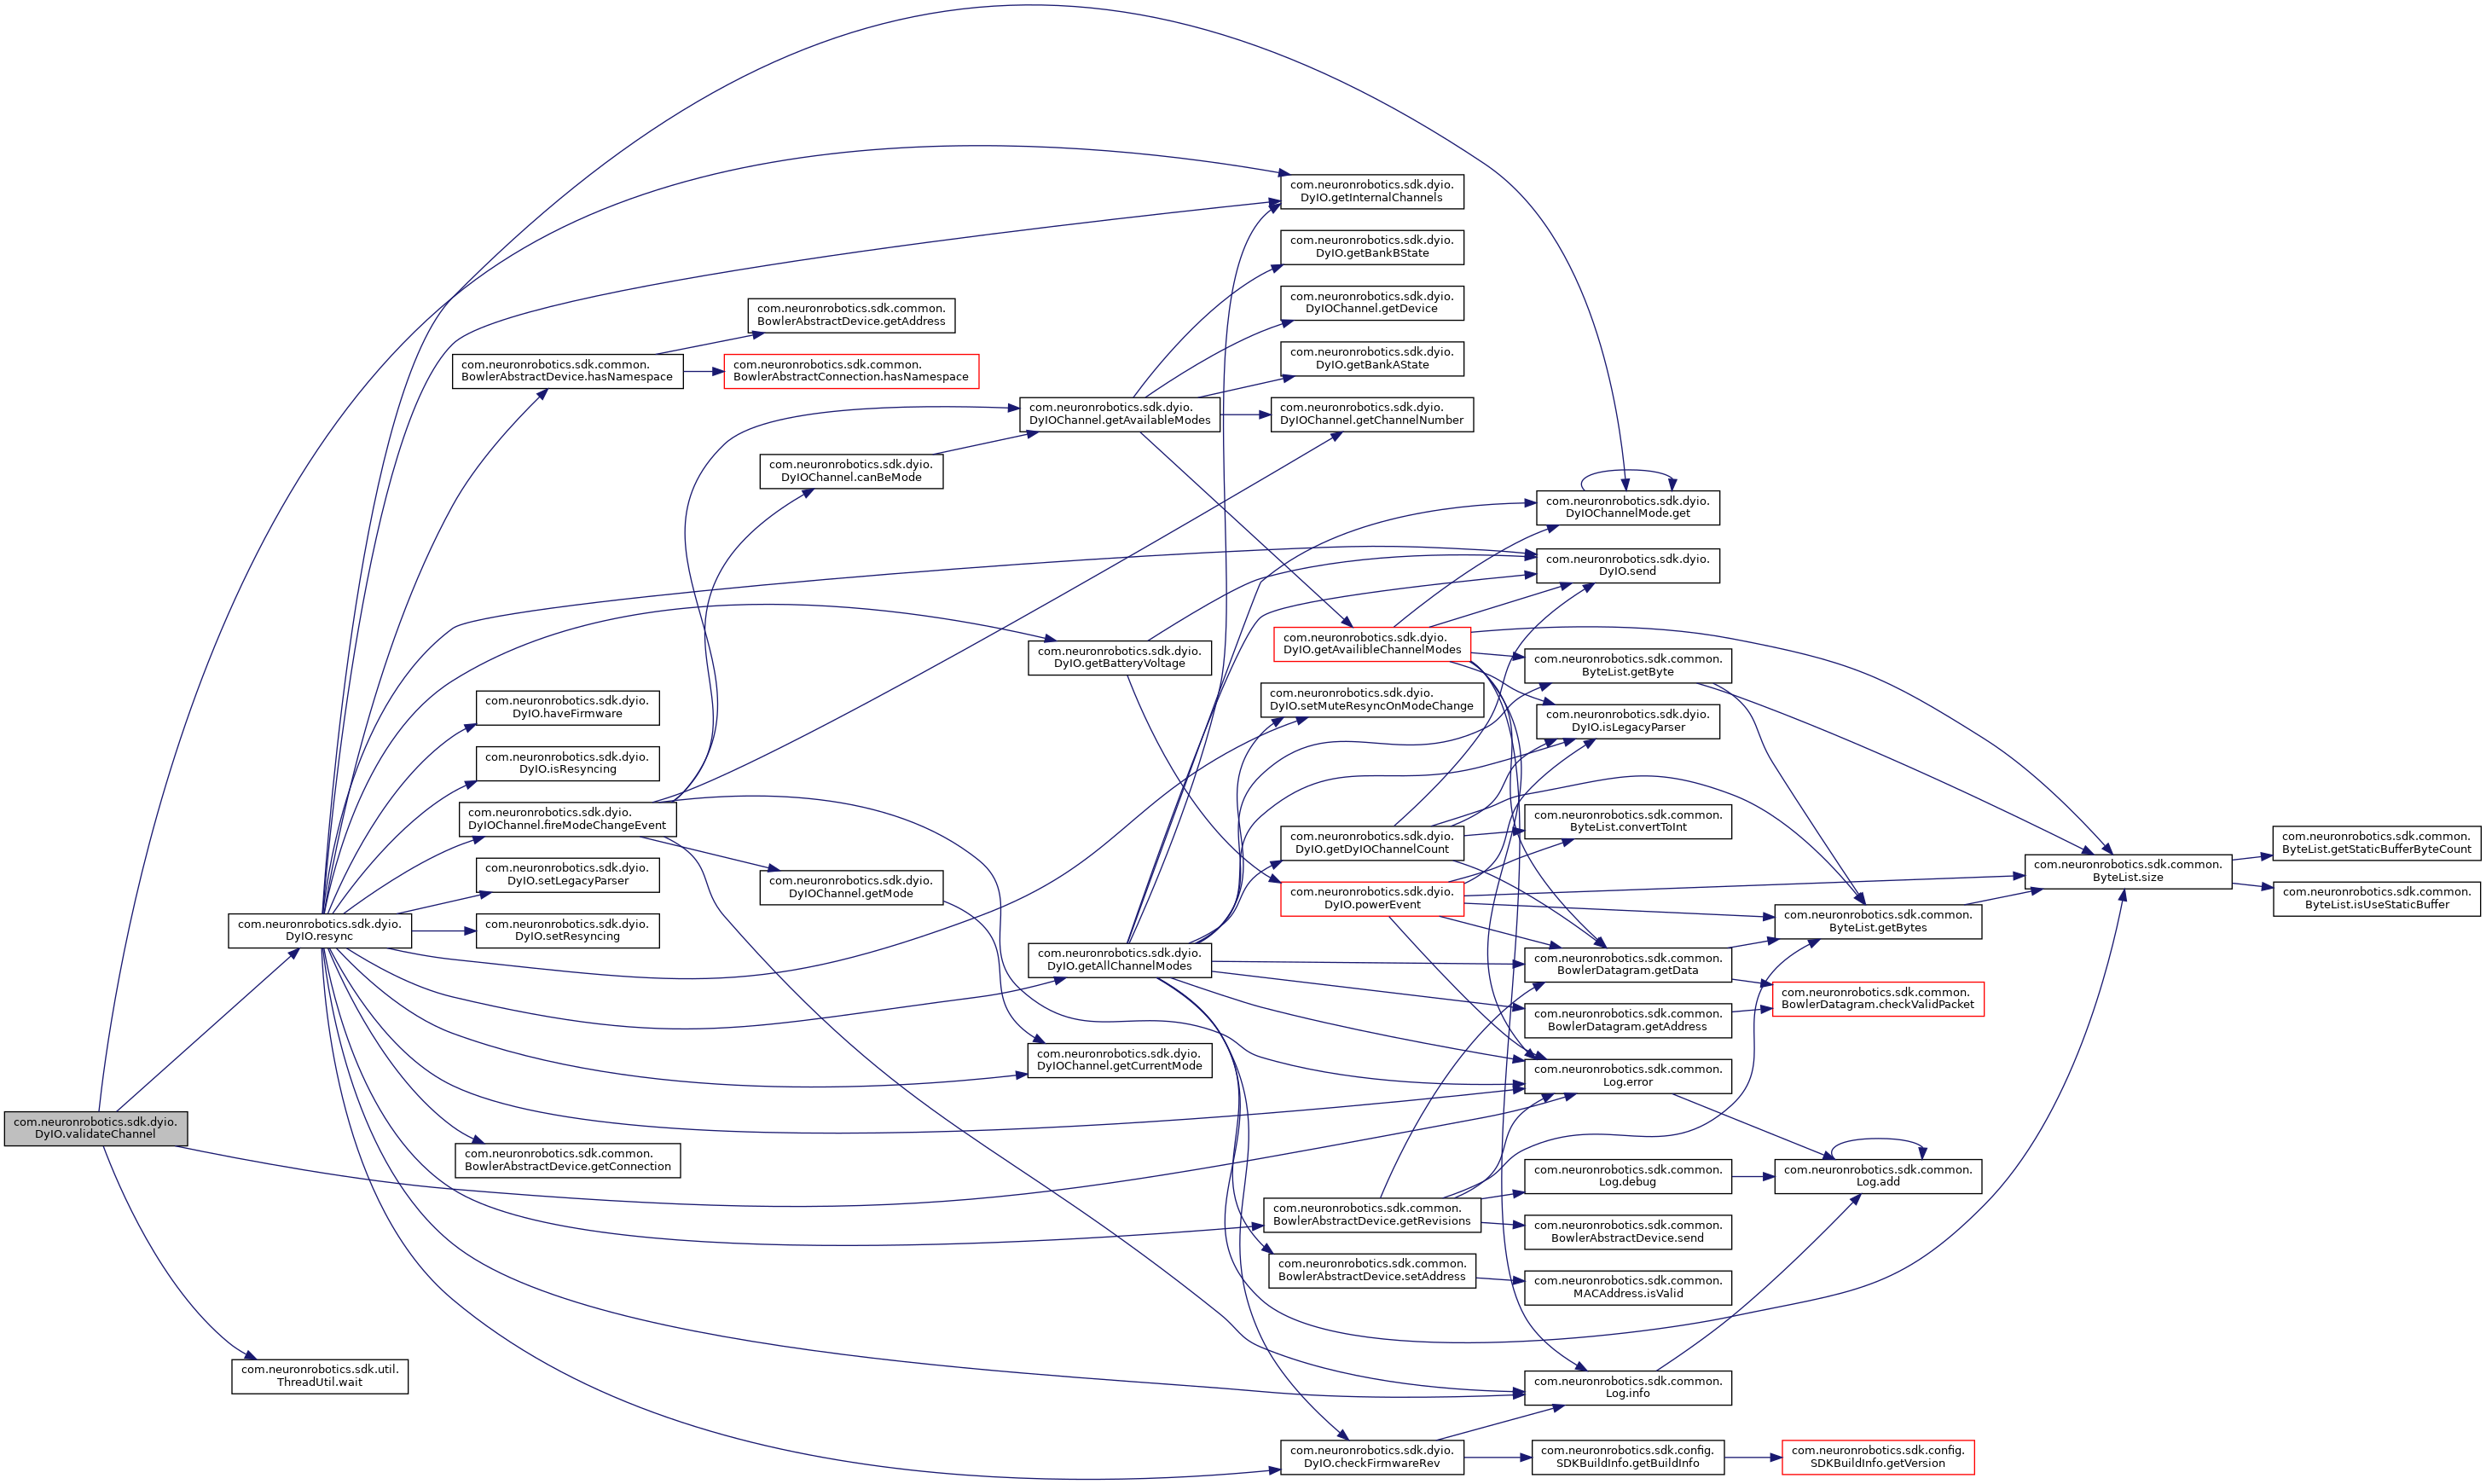 com.neuronrobotics.sdk.dyio.
DyIO.validateChannel
com.neuronrobotics.sdk.dyio.
DyIO.resync
com.neuronrobotics.sdk.util.
ThreadUtil.wait
com.neuronrobotics.sdk.common.
BowlerAbstractDevice.hasNamespace
com.neuronrobotics.sdk.dyio.
DyIO.haveFirmware
com.neuronrobotics.sdk.dyio.
DyIO.isResyncing
com.neuronrobotics.sdk.dyio.
DyIOChannel.fireModeChangeEvent
com.neuronrobotics.sdk.dyio.
DyIO.setLegacyParser
com.neuronrobotics.sdk.dyio.
DyIO.setResyncing
com.neuronrobotics.sdk.common.
BowlerAbstractDevice.getConnection
com.neuronrobotics.sdk.common.
BowlerAbstractDevice.getAddress
com.neuronrobotics.sdk.common.
BowlerAbstractConnection.hasNamespace
com.neuronrobotics.sdk.dyio.
DyIOChannel.canBeMode
com.neuronrobotics.sdk.dyio.
DyIOChannel.getMode
com.neuronrobotics.sdk.dyio.
DyIOChannel.getAvailableModes
com.neuronrobotics.sdk.dyio.
DyIO.getBatteryVoltage
com.neuronrobotics.sdk.dyio.
DyIO.getAllChannelModes
com.neuronrobotics.sdk.dyio.
DyIOChannel.getCurrentMode
com.neuronrobotics.sdk.dyio.
DyIO.getInternalChannels
com.neuronrobotics.sdk.dyio.
DyIO.getBankBState
com.neuronrobotics.sdk.dyio.
DyIOChannel.getDevice
com.neuronrobotics.sdk.dyio.
DyIO.getBankAState
com.neuronrobotics.sdk.dyio.
DyIOChannel.getChannelNumber
com.neuronrobotics.sdk.dyio.
DyIO.getAvailibleChannelModes
com.neuronrobotics.sdk.dyio.
DyIO.setMuteResyncOnModeChange
com.neuronrobotics.sdk.dyio.
DyIO.getDyIOChannelCount
com.neuronrobotics.sdk.dyio.
DyIO.powerEvent
com.neuronrobotics.sdk.common.
BowlerAbstractDevice.getRevisions
com.neuronrobotics.sdk.common.
BowlerAbstractDevice.setAddress
com.neuronrobotics.sdk.dyio.
DyIO.checkFirmwareRev
com.neuronrobotics.sdk.dyio.
DyIOChannelMode.get
com.neuronrobotics.sdk.dyio.
DyIO.send
com.neuronrobotics.sdk.common.
ByteList.getByte
com.neuronrobotics.sdk.dyio.
DyIO.isLegacyParser
com.neuronrobotics.sdk.common.
ByteList.convertToInt
com.neuronrobotics.sdk.common.
BowlerDatagram.getData
com.neuronrobotics.sdk.common.
BowlerDatagram.getAddress
com.neuronrobotics.sdk.common.
Log.error
com.neuronrobotics.sdk.common.
Log.debug
com.neuronrobotics.sdk.common.
BowlerAbstractDevice.send
com.neuronrobotics.sdk.common.
MACAddress.isValid
com.neuronrobotics.sdk.common.
Log.info
com.neuronrobotics.sdk.config.
SDKBuildInfo.getBuildInfo
com.neuronrobotics.sdk.common.
ByteList.getBytes
com.neuronrobotics.sdk.common.
BowlerDatagram.checkValidPacket
com.neuronrobotics.sdk.common.
Log.add
com.neuronrobotics.sdk.config.
SDKBuildInfo.getVersion
com.neuronrobotics.sdk.common.
ByteList.size
com.neuronrobotics.sdk.common.
ByteList.getStaticBufferByteCount
com.neuronrobotics.sdk.common.
ByteList.isUseStaticBuffer